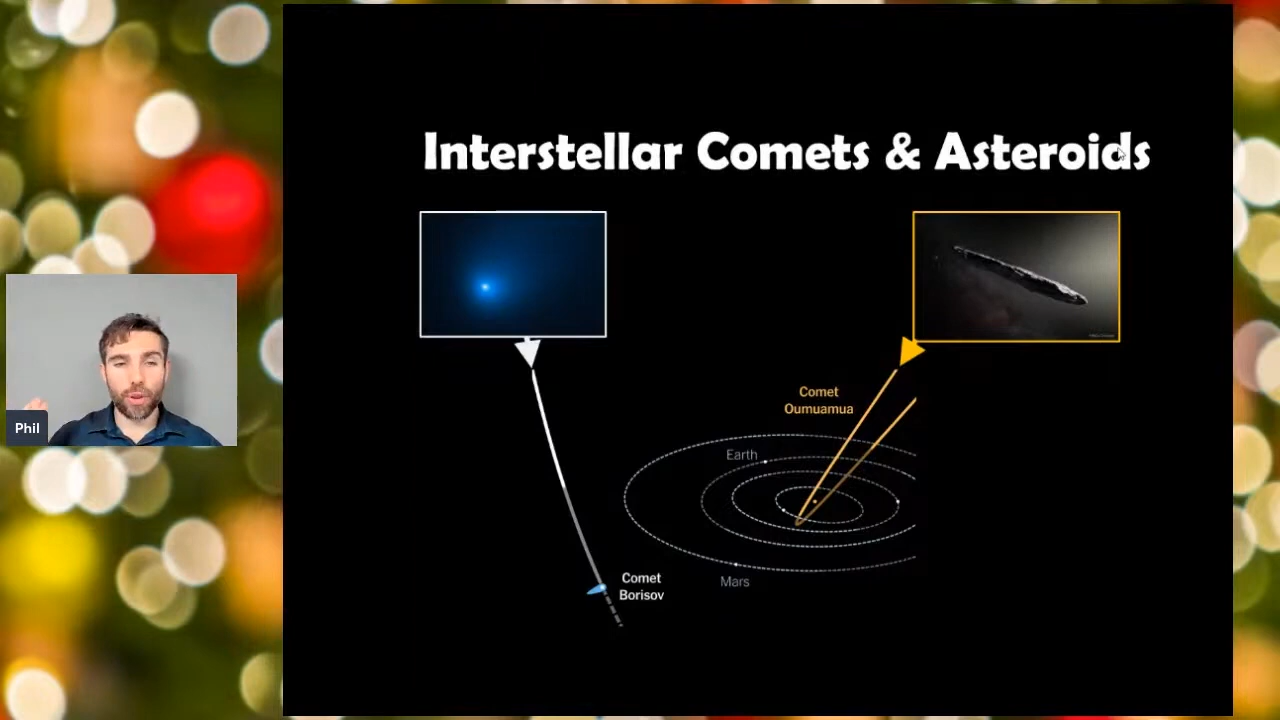 Interstellar Comets & Asteroids
Comet
Oumuamua
Earth
Phil
Comet
Borisov
Mars